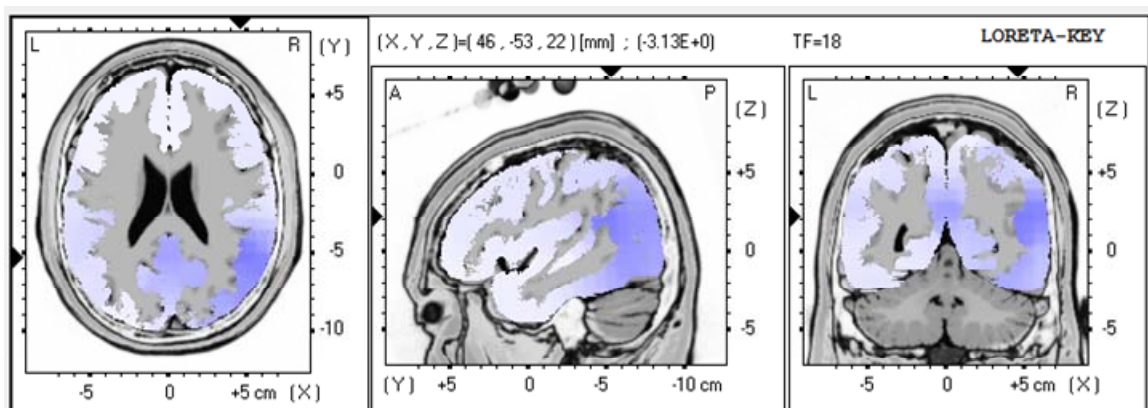 (X,Y,Z)=( 46 , -53 , 22 ) [mm] ; (-3.13E+0) TF=18 LORETA-KEY
L R (Y)
+5
0
-5
-10
-5 0 +5 cm (X)
A P (Z)
+5
0
-5
(Y) +5 0 -5 -10 cm
L R (Z)
+5
0
-5
-5 0 +5 cm (X)